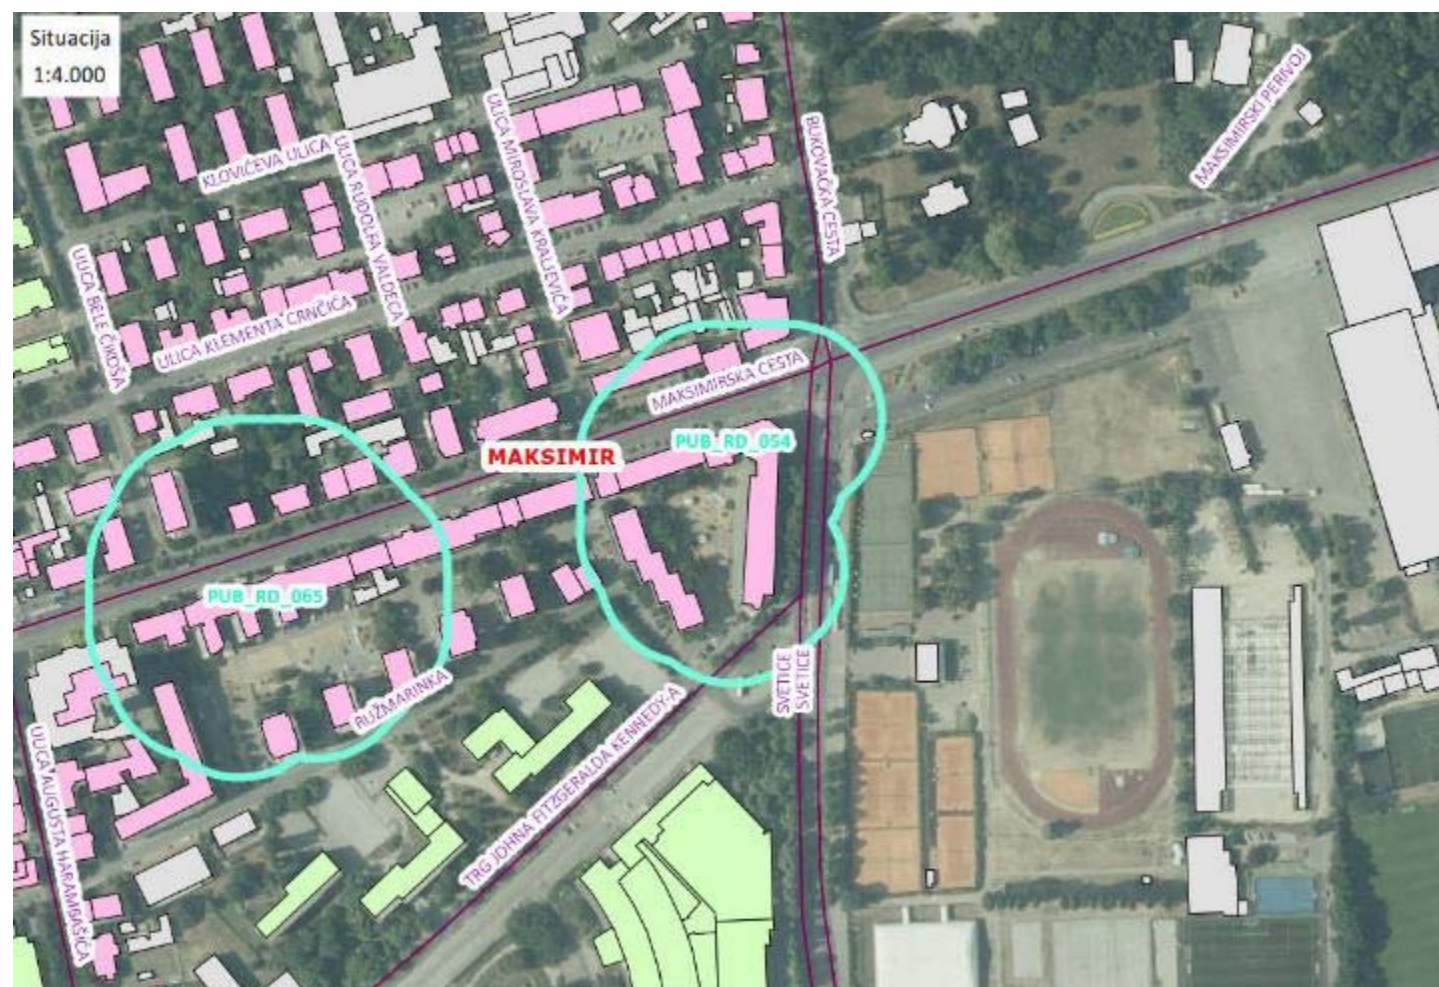 Situacija
1:4.000
MAKSIMIRSKI PERIVOJ
BUKOVAČKA CESTA
ULICA MIROSLAVA KRALJEVIĆA
KLOVIĆEVA ULICA
ULICA RUDOLFA VALDECA
ULICA BELE ČIKOŠA
ULICA KLEMENTA CRNČIĆA
MAKSIMIRSKA CESTA
PUB_RD_054
MAKSIMIR
PUB_RD_065
SVETICE
SVETICE
RUŽMARINKA
TRG JOHNA FITZGERALDA KENNEDY-A
ULICA AUGUSTA HARAMBAŠIĆA